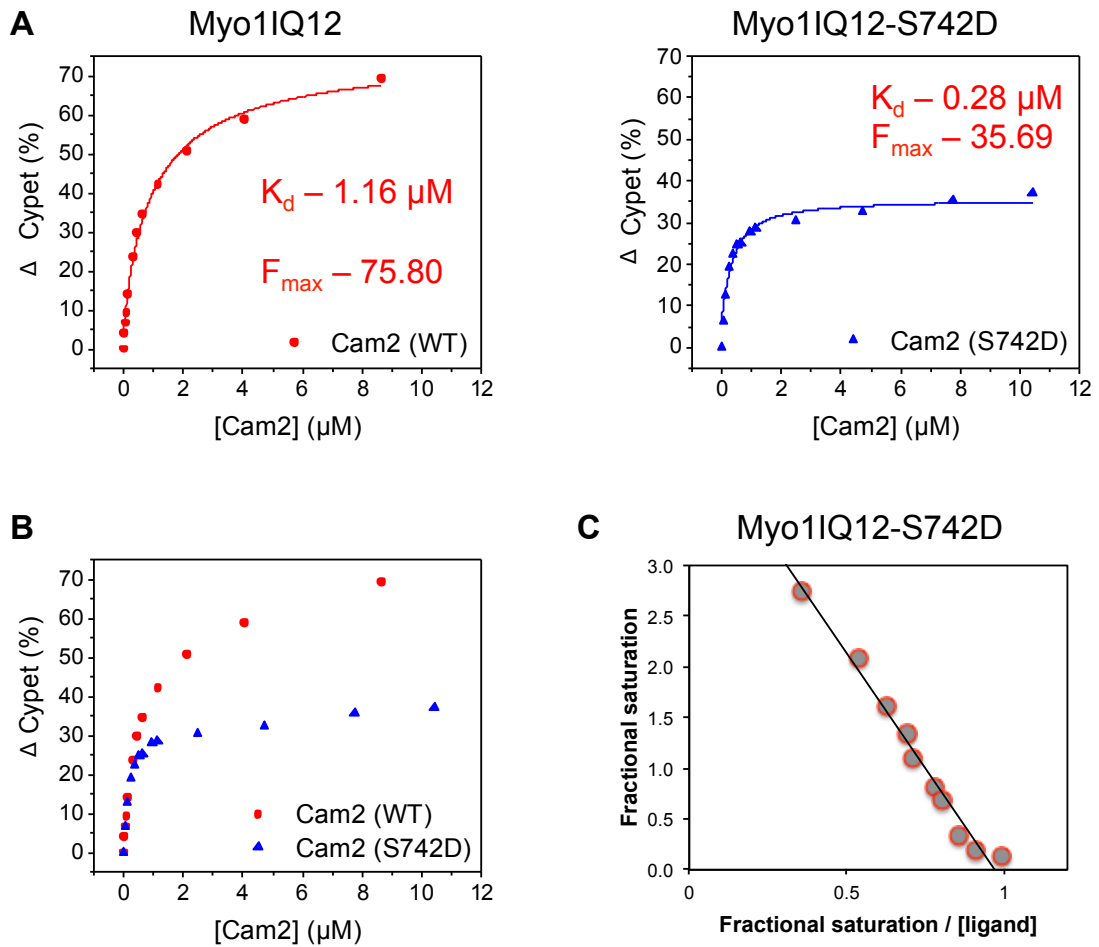 A
Myo1IQ12
Δ Cypet (%)
70
60
50
40
30
20
10
0
K_d – 1.16 µM
F_max – 75.80
Cam2 (WT)
0 2 4 6 8 10 12
[Cam2] (µM)
Myo1IQ12-S742D
Δ Cypet (%)
70
60
50
40
30
20
10
0
K_d – 0.28 µM
F_max – 35.69
Cam2 (S742D)
0 2 4 6 8 10 12
[Cam2] (µM)
B
Δ Cypet (%)
70
60
50
40
30
20
10
0
Cam2 (WT)
Cam2 (S742D)
0 2 4 6 8 10 12
[Cam2] (µM)
C
Myo1IQ12-S742D
Fractional saturation
3.0
2.5
2.0
1.5
1.0
0.5
0.0
0 0.5 1
Fractional saturation / [ligand]